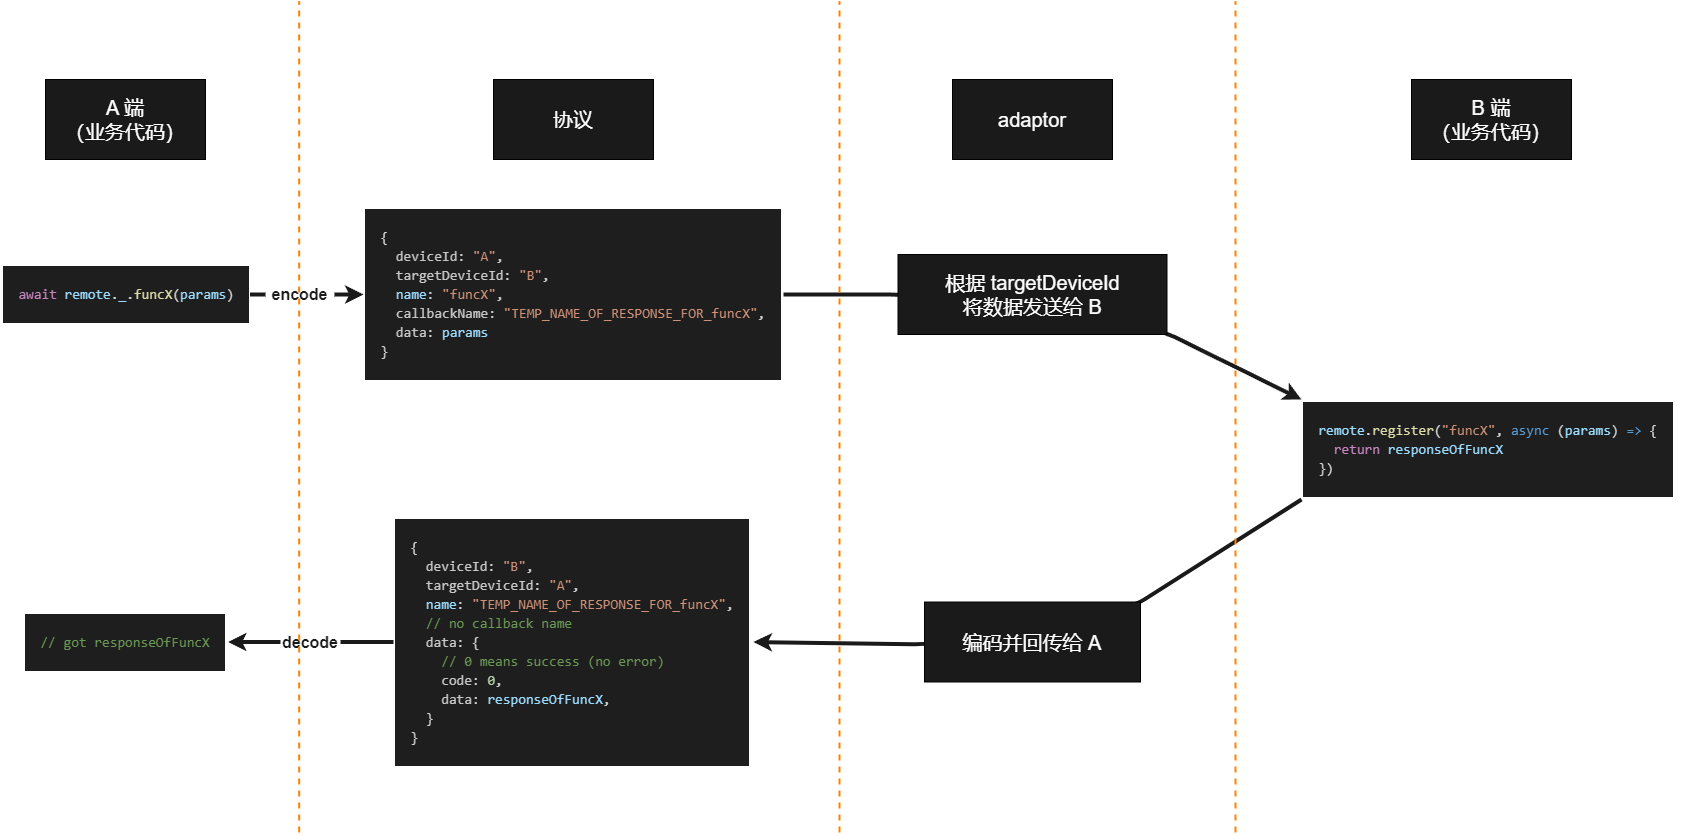 A 端
(业务代码)
协议
adaptor
B 端
(业务代码)
await remote._.funcX(params)
encode
{
  deviceId: "A",
  targetDeviceId: "B",
  name: "funcX",
  callbackName: "TEMP_NAME_OF_RESPONSE_FOR_funcX",
  data: params
}
根据 targetDeviceId
将数据发送给 B
remote.register("funcX", async (params) => {
  return responseOfFuncX
})
编码并回传给 A
{
  deviceId: "B",
  targetDeviceId: "A",
  name: "TEMP_NAME_OF_RESPONSE_FOR_funcX",
  // no callback name
  data: {
    // 0 means success (no error)
    code: 0,
    data: responseOfFuncX,
  }
}
decode
// got responseOfFuncX